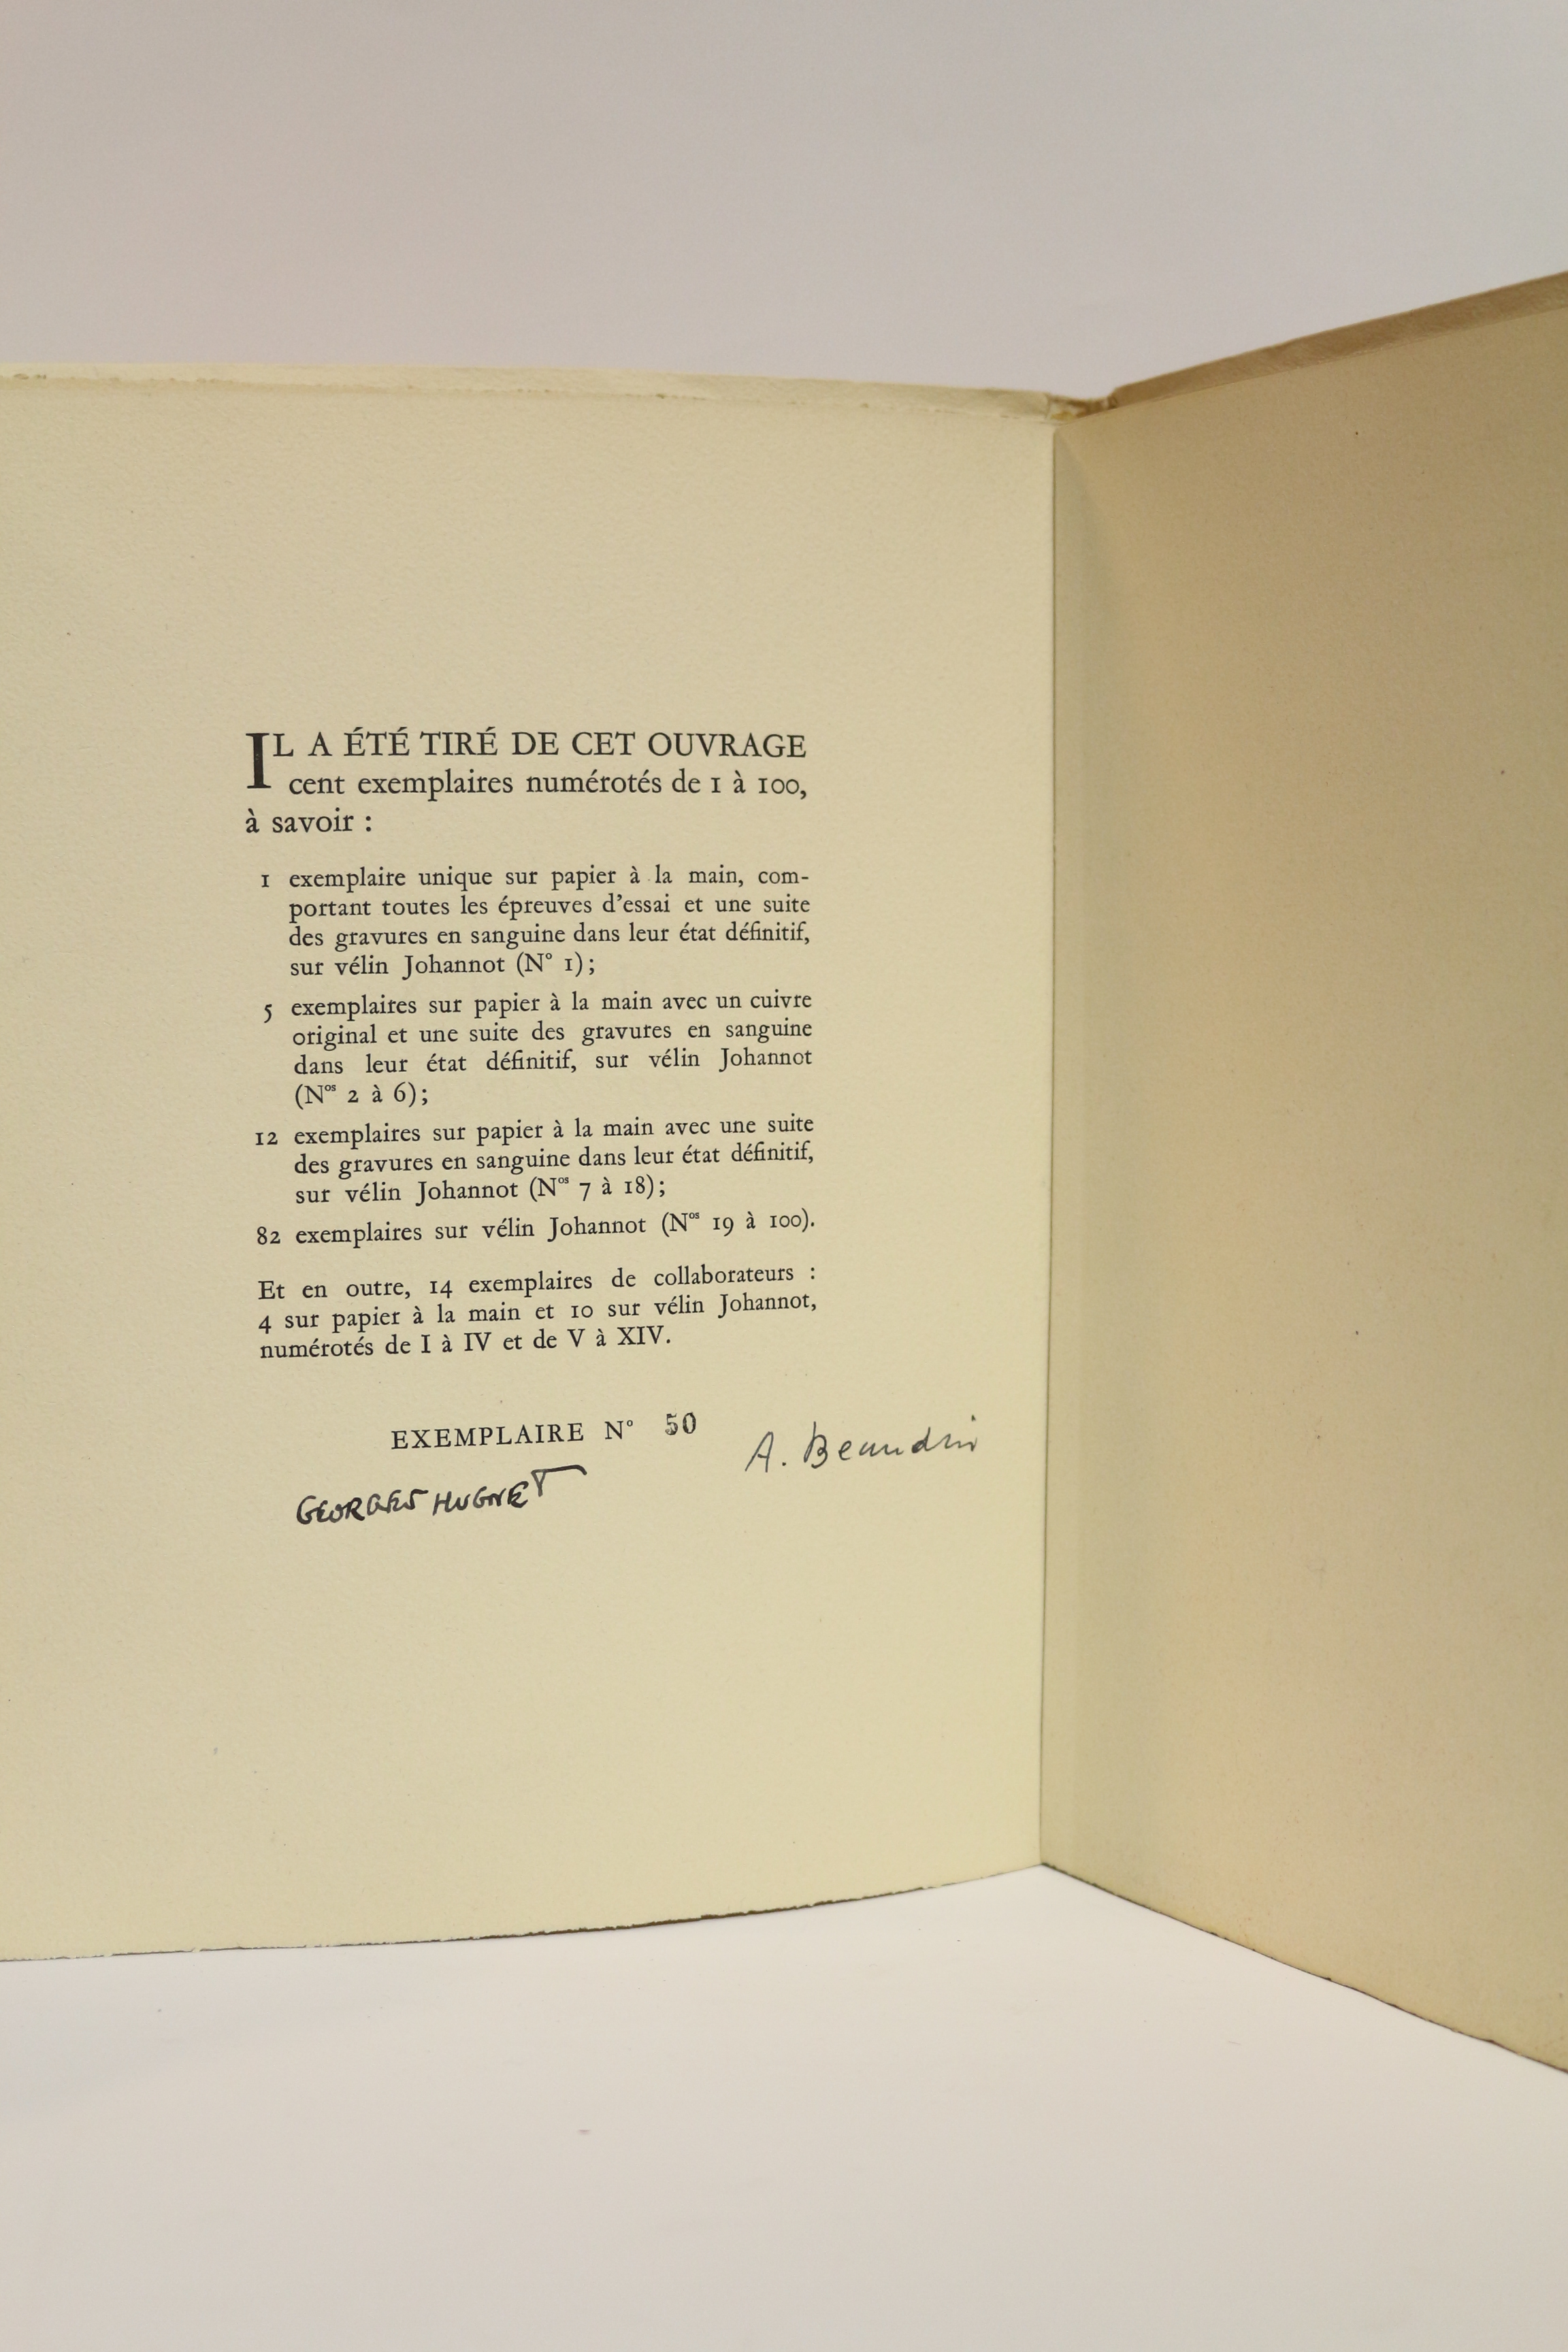 IL A ÉTÉ TIRÉ DE CET OUVRAGE
cent exemplaires numérotés de 1 à 100,
à savoir :
1 exemplaire unique sur papier à la main, com-
portant toutes les épreuves d'essai et une suite
des gravures en sanguine dans leur état définitif,
sur vélin Johannot (N° 1);
5 exemplaires sur papier à la main avec un cuivre
original et une suite des gravures en sanguine
dans leur état définitif, sur vélin Johannot
(Nos 2 à 6);
12 exemplaires sur papier à la main avec une suite
des gravures en sanguine dans leur état définitif,
sur vélin Johannot (Nos 7 à 18);
82 exemplaires sur vélin Johannot (Nos 19 à 100).
Et en outre, 14 exemplaires de collaborateurs :
4 sur papier à la main et 10 sur vélin Johannot,
numérotés de I à IV et de V à XIV.
EXEMPLAIRE N° 50
A. Beaudin
GEORGES HUGNET